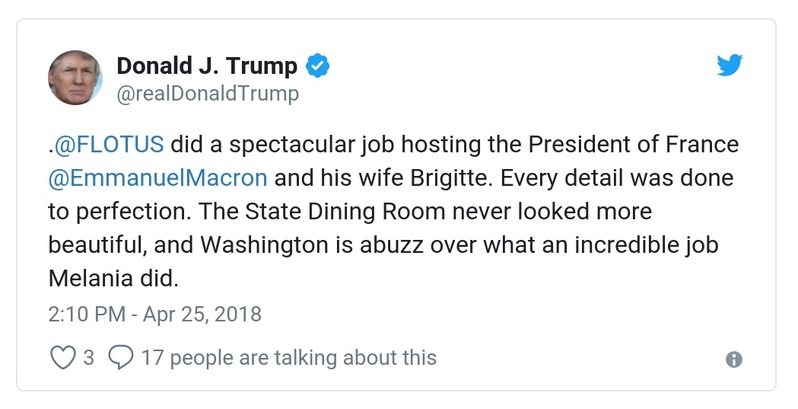 Donald J. Trump
@realDonaldTrump
.@FLOTUS did a spectacular job hosting the President of France
@EmmanuelMacron and his wife Brigitte. Every detail was done
to perfection. The State Dining Room never looked more
beautiful, and Washington is abuzz over what an incredible job
Melania did.
2:10 PM - Apr 25, 2018
3 17 people are talking about this